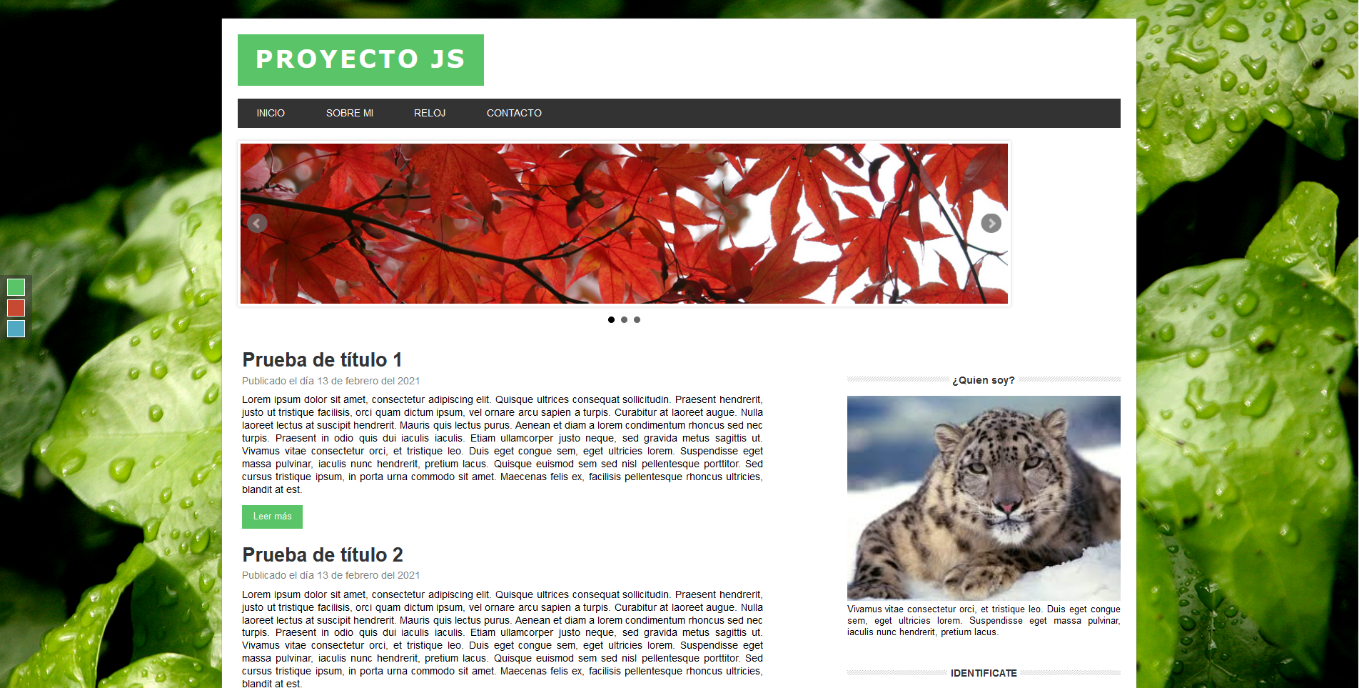 PROYECTO JS
INICIO SOBRE MI RELOJ CONTACTO
Prueba de título 1
Publicado el día 13 de febrero del 2021
Lorem ipsum dolor sit amet, consectetur adipiscing elit. Quisque ultrices consequat sollicitudin. Praesent hendrerit,
justo ut tristique facilisis, orci quam dictum ipsum, vel ornare arcu sapien a turpis. Curabitur at laoreet augue. Nulla
laoreet lectus at suscipit hendrerit. Mauris quis lectus purus. Aenean et diam a lorem condimentum rhoncus sed nec
turpis. Praesent in odio quis dui iaculis iaculis. Etiam ullamcorper justo neque, sed gravida metus sagittis ut.
Vivamus vitae consectetur orci, et tristique leo. Duis eget congue sem, eget ultricies lorem. Suspendisse eget
massa pulvinar, iaculis nunc hendrerit, pretium lacus. Quisque euismod sem sed nisl pellentesque porttitor. Sed
cursus tristique ipsum, in porta urna commodo sit amet. Maecenas felis ex, facilisis pellentesque rhoncus ultricies,
blandit at est.
Leer más
Prueba de título 2
Publicado el día 13 de febrero del 2021
Lorem ipsum dolor sit amet, consectetur adipiscing elit. Quisque ultrices consequat sollicitudin. Praesent hendrerit,
justo ut tristique facilisis, orci quam dictum ipsum, vel ornare arcu sapien a turpis. Curabitur at laoreet augue. Nulla
laoreet lectus at suscipit hendrerit. Mauris quis lectus purus. Aenean et diam a lorem condimentum rhoncus sed nec
turpis. Praesent in odio quis dui iaculis iaculis. Etiam ullamcorper justo neque, sed gravida metus sagittis ut.
Vivamus vitae consectetur orci, et tristique leo. Duis eget congue sem, eget ultricies lorem. Suspendisse eget
massa pulvinar, iaculis nunc hendrerit, pretium lacus. Quisque euismod sem sed nisl pellentesque porttitor. Sed
cursus tristique ipsum, in porta urna commodo sit amet. Maecenas felis ex, facilisis pellentesque rhoncus ultricies,
blandit at est.
¿Quien soy?
Vivamus vitae consectetur orci, et tristique leo. Duis eget congue
sem, eget ultricies lorem. Suspendisse eget massa pulvinar,
iaculis nunc hendrerit, pretium lacus.
IDENTIFICATE